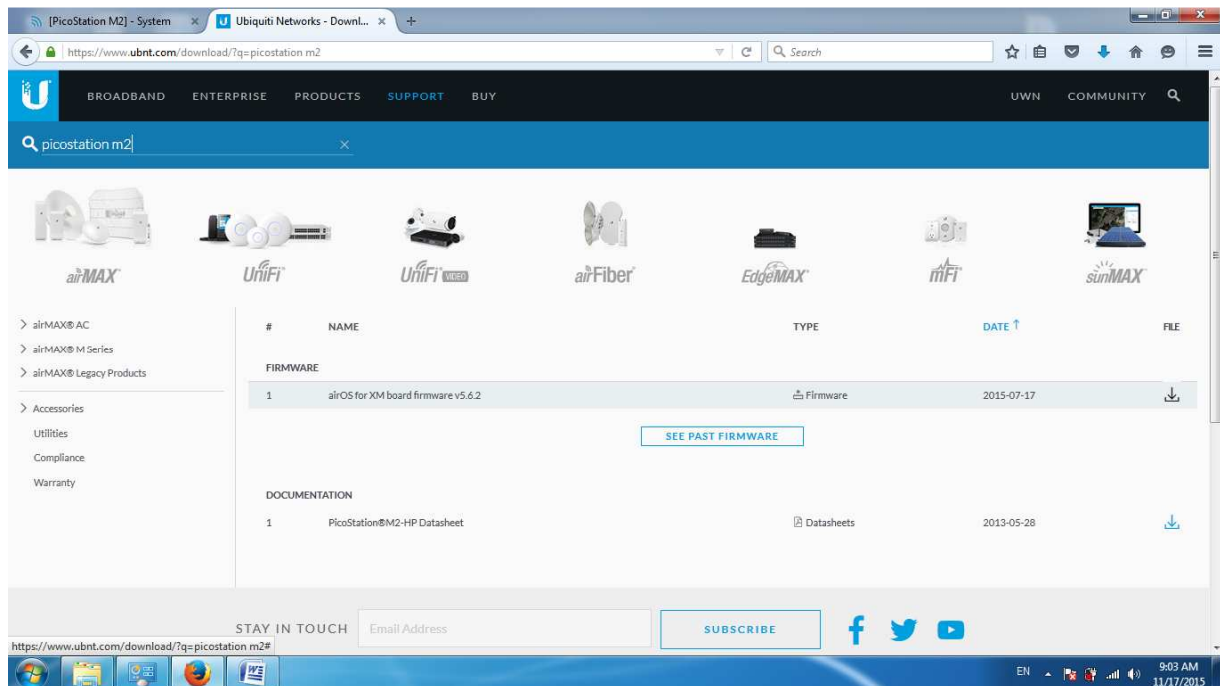 [PicoStation M2] - System × Ubiquiti Networks - Downl... × +
https://www.ubnt.com/download/?q=picostation m2 Search
BROADBAND ENTERPRISE PRODUCTS SUPPORT BUY UWN COMMUNITY
picostation m2 ×
airMAX® UniFi® UniFi® VIDEO airFiber® EdgeMAX® mFi® sunMAX™
> airMAX® AC
> airMAX® M Series
> airMAX® Legacy Products
> Accessories
Utilities
Compliance
Warranty
# NAME TYPE DATE ↑ FILE
FIRMWARE
1 airOS for XM board firmware v5.6.2 Firmware 2015-07-17
SEE PAST FIRMWARE
DOCUMENTATION
1 PicoStation®M2-HP Datasheet Datasheets 2013-05-28
STAY IN TOUCH Email Address SUBSCRIBE
https://www.ubnt.com/download/?q=picostation m2#
EN 9:03 AM
11/17/2015